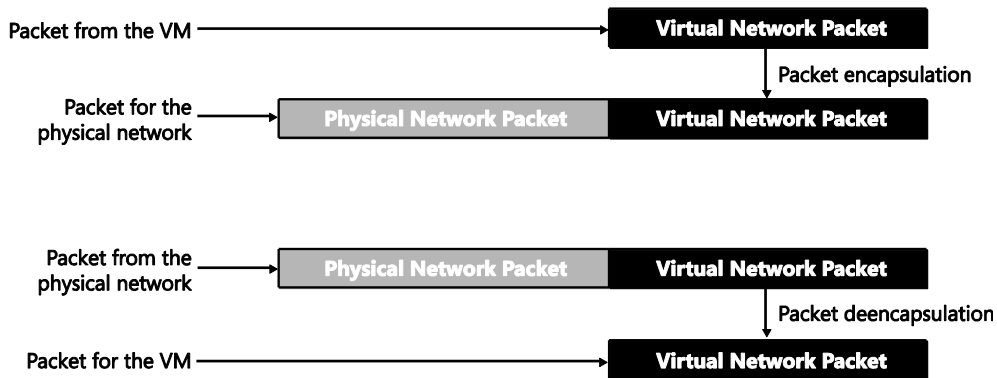 Packet from the VM
Virtual Network Packet
Packet encapsulation
Packet for the
physical network
Physical Network Packet
Virtual Network Packet
Packet from the
physical network
Physical Network Packet
Virtual Network Packet
Packet deencapsulation
Packet for the VM
Virtual Network Packet